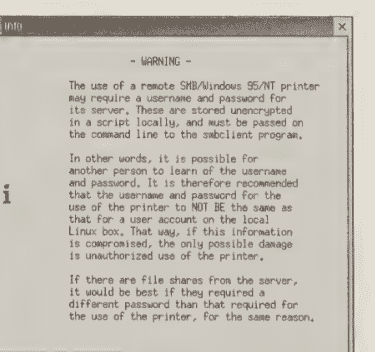 Info
- WARNING -
The use of a remote SMB/Windows 95/NT printer
may require a username and password for
its server. These are stored unencrypted
in a script locally, and must be passed on
the command line to the smbclient program.
In other words, it is possible for
another person to learn of the username
and password. It is therefore recommended
that the username and password for the
use of the printer to NOT BE the same as
that for a user account on the local
Linux box. That way, if this information
is compromised, the only possible damage
is unauthorized use of the printer.
i
If there are file shares from the server,
it would be best if they required a
different password than that required for
the use of the printer, for the same reason.